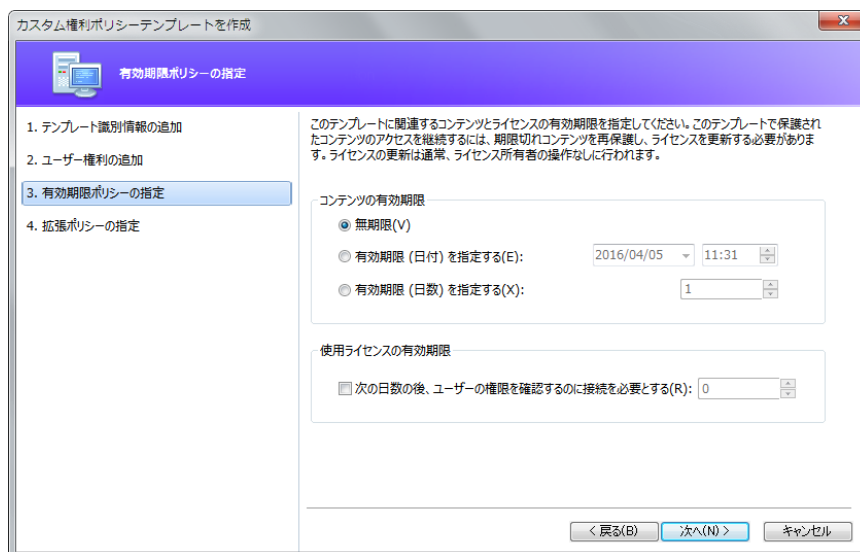 カスタム権利ポリシーテンプレートを作成
有効期限ポリシーの指定
1. テンプレート識別情報の追加
2. ユーザー権利の追加
3. 有効期限ポリシーの指定
4. 拡張ポリシーの指定
このテンプレートに関連するコンテンツとライセンスの有効期限を指定してください。このテンプレートで保護され
たコンテンツのアクセスを継続するには、期限切れコンテンツを再保護し、ライセンスを更新する必要がありま
す。ライセンスの更新は通常、ライセンス所有者の操作なしに行われます。
コンテンツの有効期限
無期限(V)
有効期限 (日付) を指定する(E): 2016/04/05 11:31
有効期限 (日数) を指定する(X): 1
使用ライセンスの有効期限
次の日数の後、ユーザーの権限を確認するのに接続を必要とする(R): 0
< 戻る(B) 次へ(N) > キャンセル